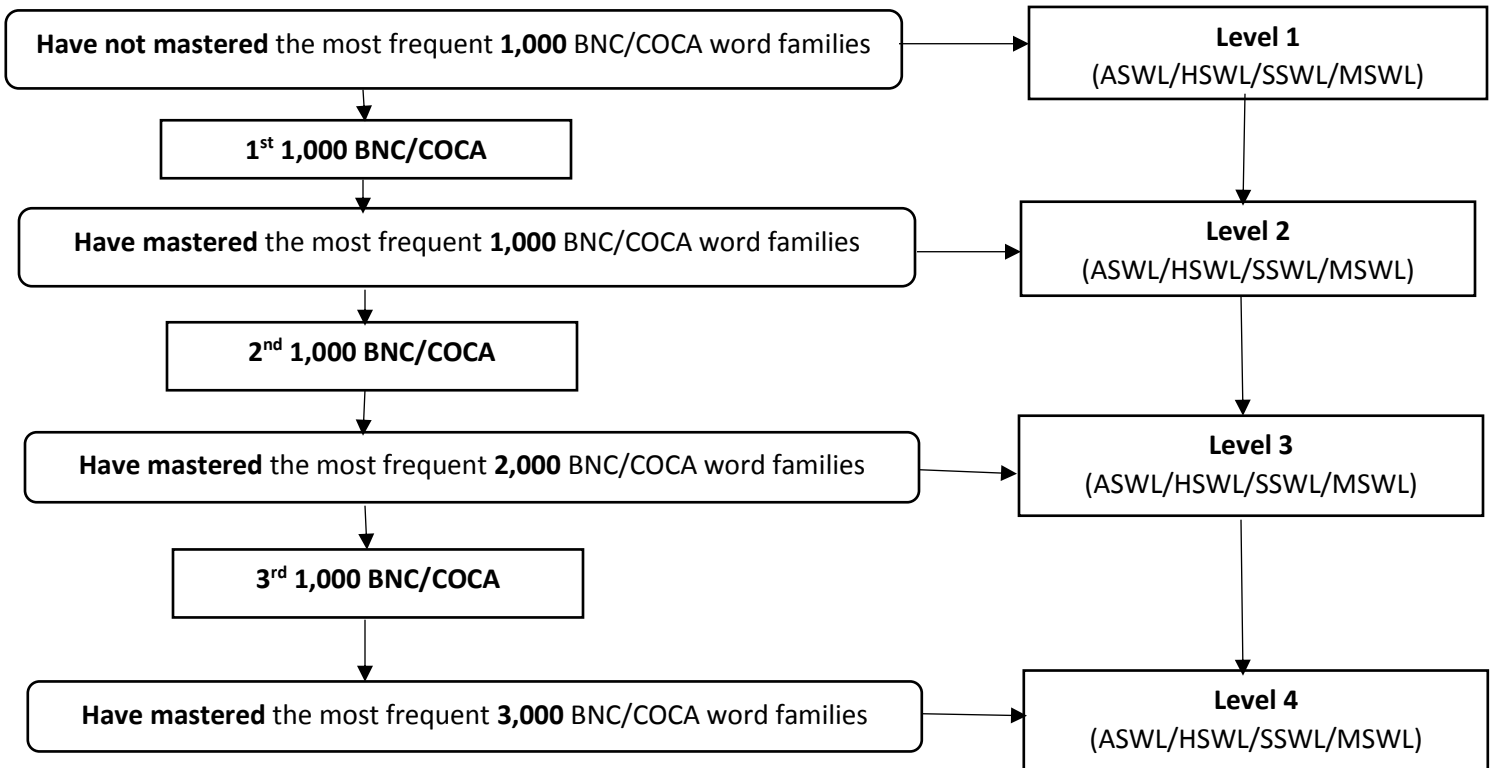 Have not mastered the most frequent 1,000 BNC/COCA word families
Level 1
(ASWL/HSWL/SSWL/MSWL)
1st 1,000 BNC/COCA
Have mastered the most frequent 1,000 BNC/COCA word families
Level 2
(ASWL/HSWL/SSWL/MSWL)
2nd 1,000 BNC/COCA
Have mastered the most frequent 2,000 BNC/COCA word families
Level 3
(ASWL/HSWL/SSWL/MSWL)
3rd 1,000 BNC/COCA
Have mastered the most frequent 3,000 BNC/COCA word families
Level 4
(ASWL/HSWL/SSWL/MSWL)